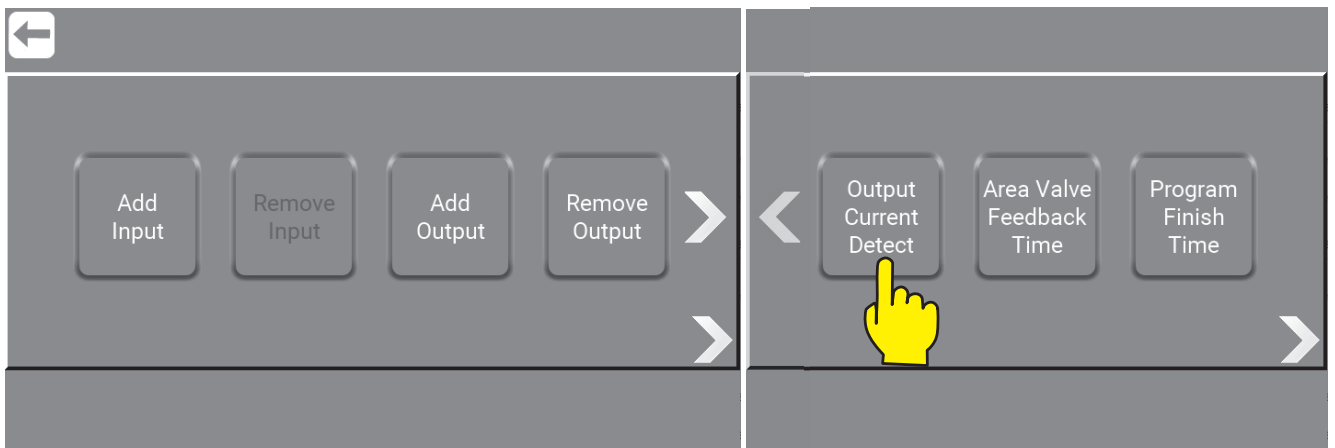 Add
Input
Remove
Input
Add
Output
Remove
Output
Output
Current
Detect
Area Valve
Feedback
Time
Program
Finish
Time